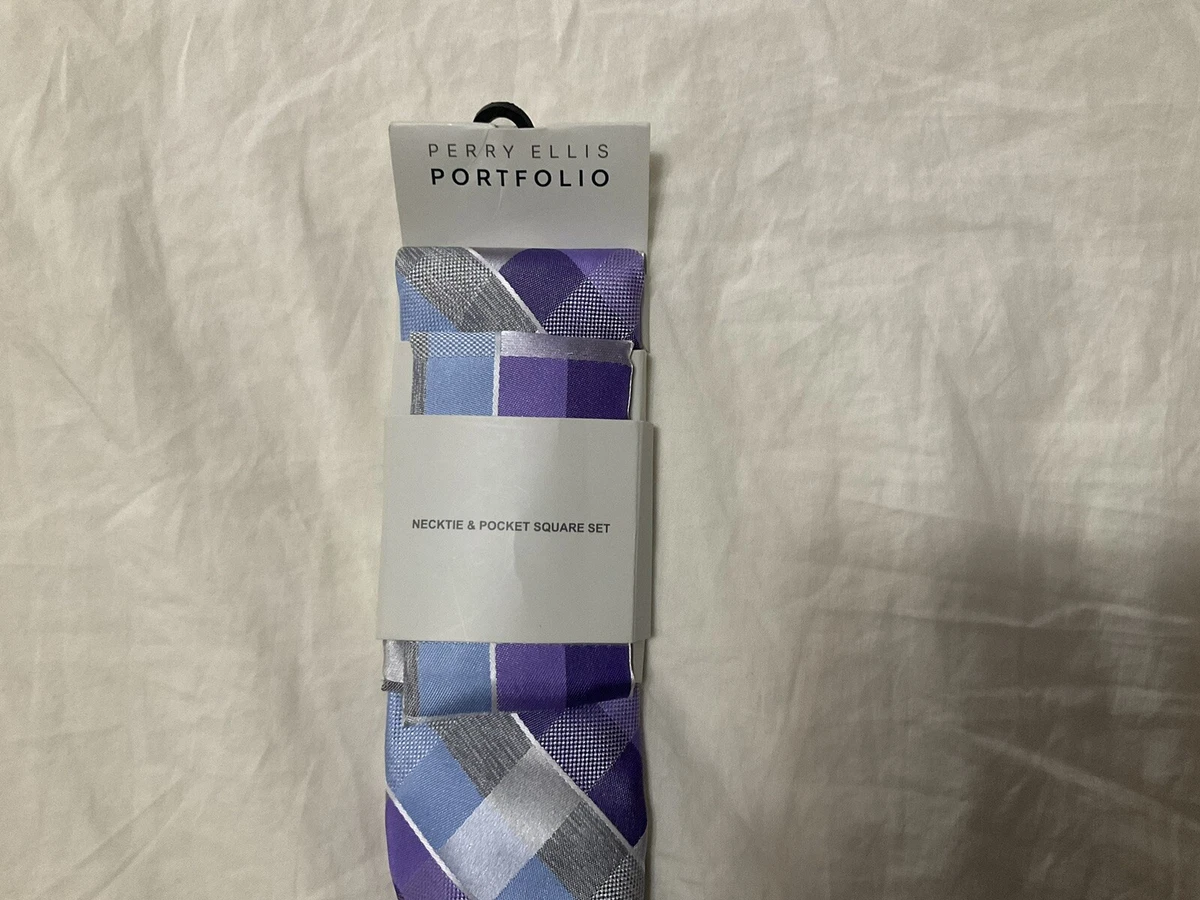 PERRY ELLIS
PORTFOLIO
NECKTIE & POCKET SQUARE SET